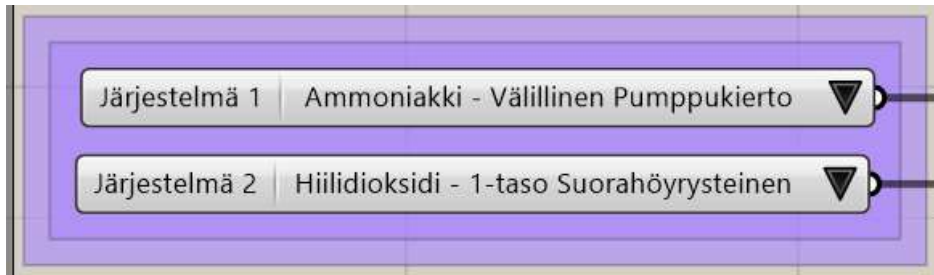 Järjestelmä 1 Ammoniakki - Välillinen Pumppukierto
Järjestelmä 2 Hiilidioksidi - 1-taso Suorahöyrysteinen